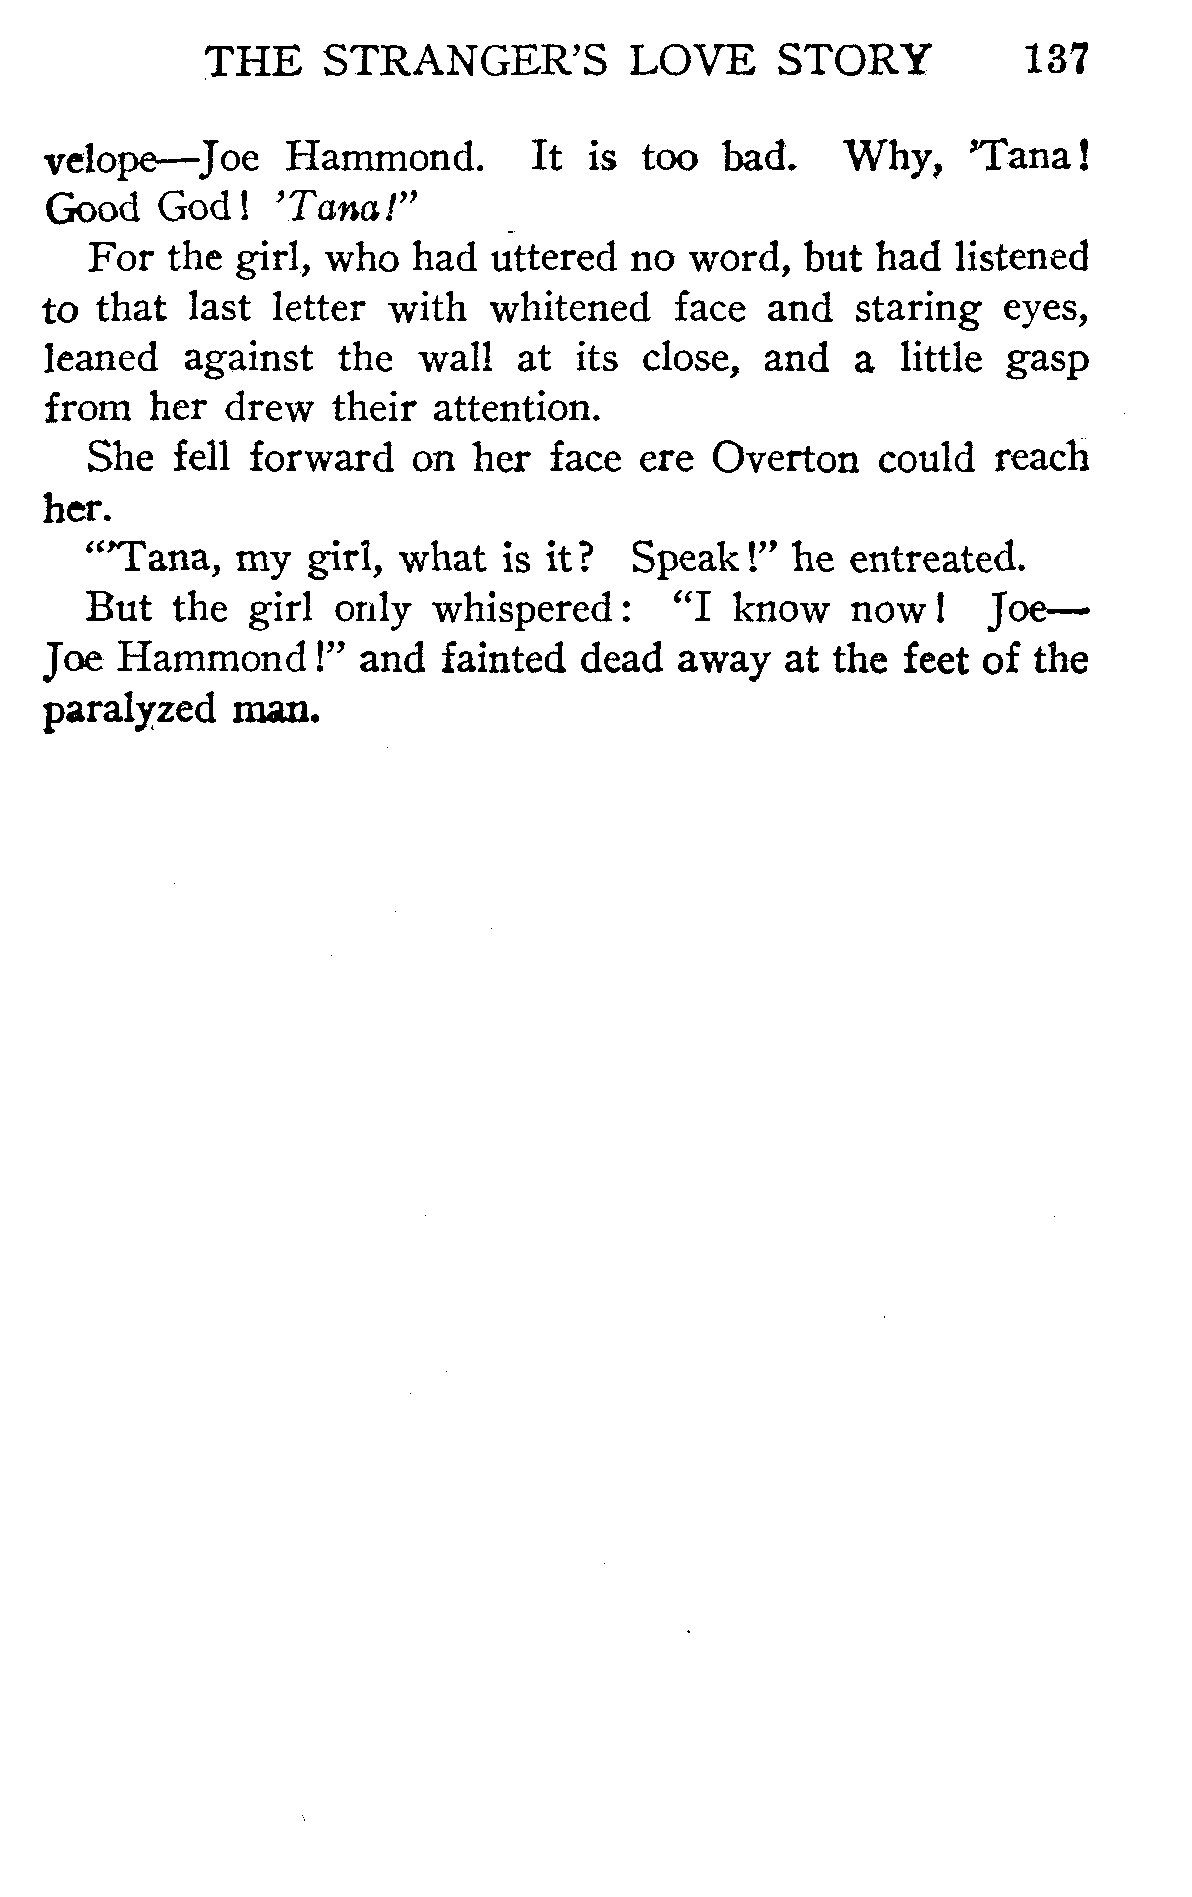 THE STRANGER'S LOVE STORY 137
velope—Joe Hammond. It is too bad. Why, 'Tana!
Good God! 'Tana!"
For the girl, who had uttered no word, but had listened
to that last letter with whitened face and staring eyes,
leaned against the wall at its close, and a little gasp
from her drew their attention.
She fell forward on her face ere Overton could reach
her.
"'Tana, my girl, what is it? Speak!" he entreated.
But the girl only whispered: "I know now! Joe—
Joe Hammond!" and fainted dead away at the feet of the
paralyzed man.